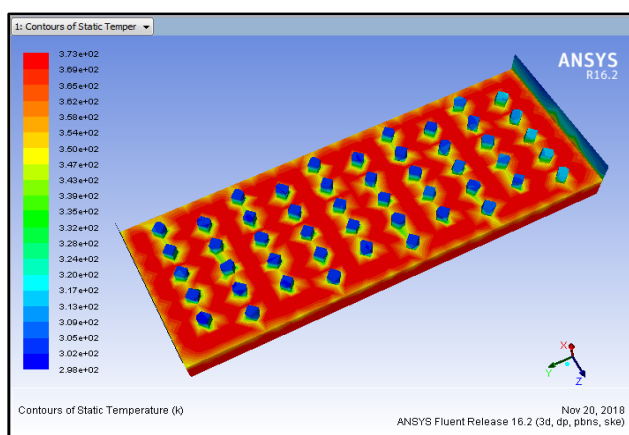 1: Contours of Static Temper
ANSYS
R16.2
3.73e+02
3.69e+02
3.65e+02
3.62e+02
3.58e+02
3.54e+02
3.50e+02
3.47e+02
3.43e+02
3.39e+02
3.35e+02
3.32e+02
3.28e+02
3.24e+02
3.20e+02
3.17e+02
3.13e+02
3.09e+02
3.05e+02
3.02e+02
2.98e+02
X
Y
Z
Contours of Static Temperature (k)
Nov 20, 2018
ANSYS Fluent Release 16.2 (3d, dp, pbns, ske)